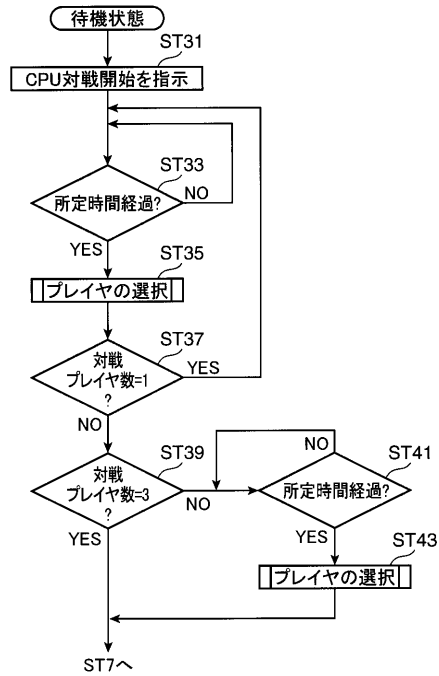 待機状態
ST31
CPU対戦開始を指示
ST33
所定時間経過?
NO
YES
ST35
プレイヤの選択
ST37
対戦
プレイヤ数=1
?
YES
NO
ST39
対戦
プレイヤ数=3
?
NO
YES
NO
ST41
所定時間経過?
YES
ST43
プレイヤの選択
ST7へ